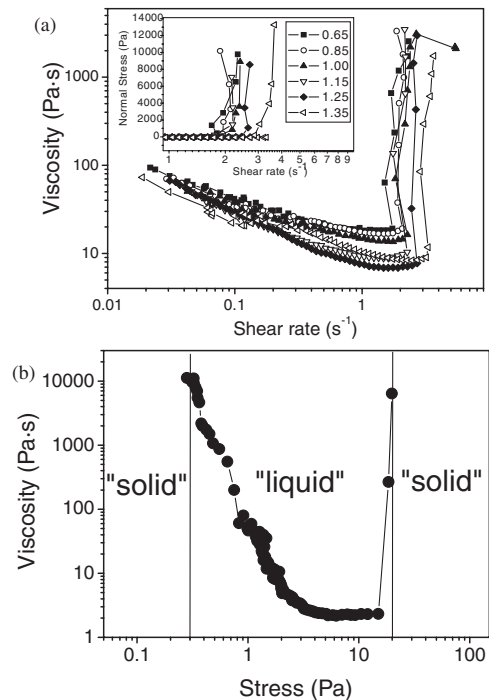 (a)
14000
12000
10000
8000
6000
4000
2000
0
Normal Stress (Pa)
1 2 3 4 5 6 7 8 9
Shear rate (s⁻¹)
0.65
0.85
1.00
1.15
1.25
1.35
1000
100
10
Viscosity (Pa·s)
0.01 0.1 1
Shear rate (s⁻¹)
(b)
10000
1000
100
10
1
Viscosity (Pa·s)
"solid" "liquid" "solid"
0.1 1 10 100
Stress (Pa)